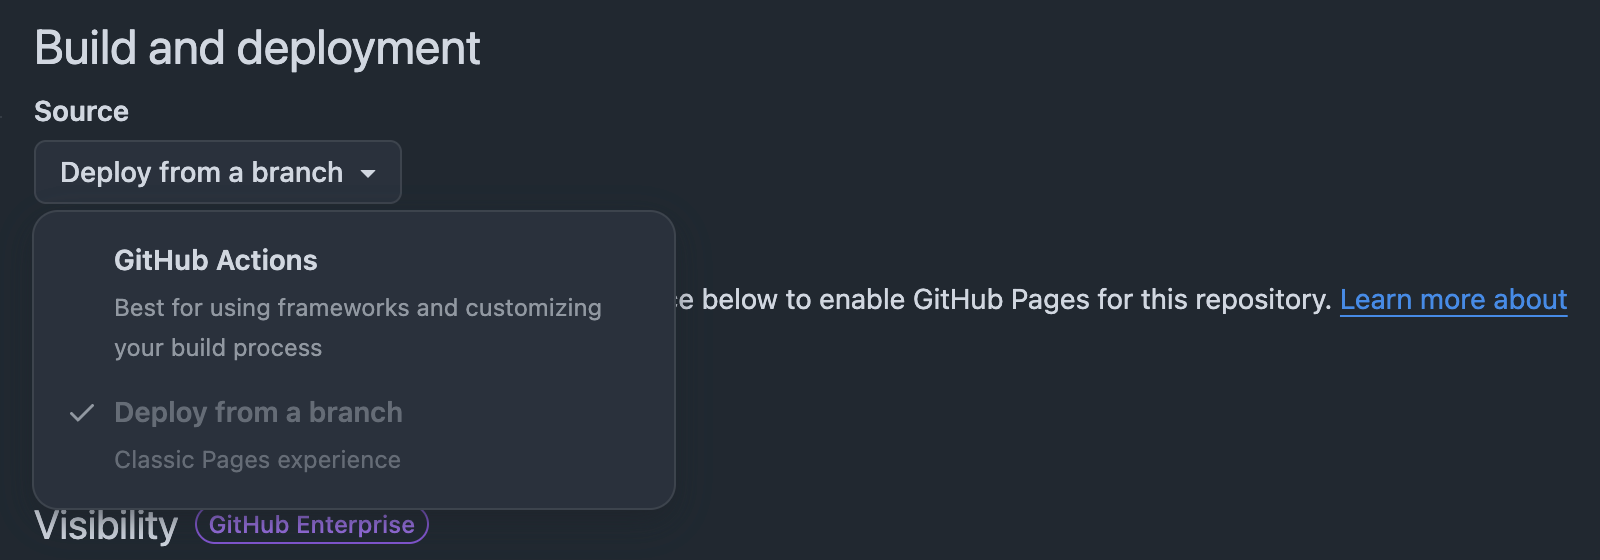 Build and deployment
Source
Deploy from a branch
GitHub Actions
Best for using frameworks and customizing
your build process
below to enable GitHub Pages for this repository. Learn more about
Deploy from a branch
Classic Pages experience
Visibility GitHub Enterprise